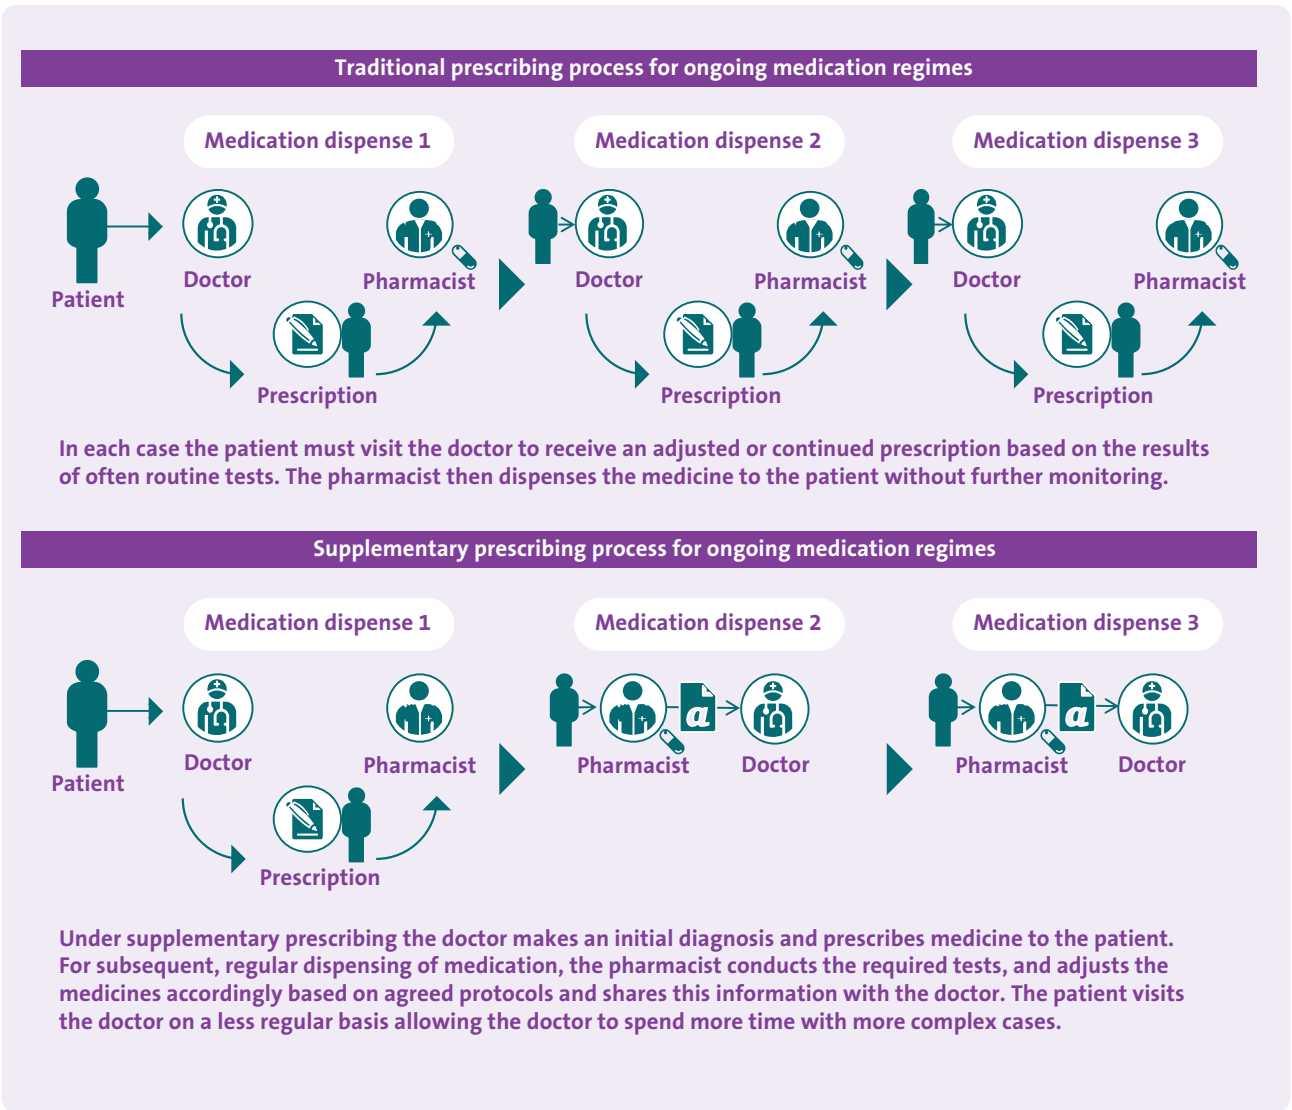 Traditional prescribing process for ongoing medication regimes
Medication dispense 1
Medication dispense 2
Medication dispense 3
Patient
Doctor
Pharmacist
Prescription
Doctor
Pharmacist
Prescription
Doctor
Pharmacist
Prescription
In each case the patient must visit the doctor to receive an adjusted or continued prescription based on the results
of often routine tests. The pharmacist then dispenses the medicine to the patient without further monitoring.
Supplementary prescribing process for ongoing medication regimes
Medication dispense 1
Medication dispense 2
Medication dispense 3
Patient
Doctor
Pharmacist
Prescription
a
Pharmacist
Doctor
a
Pharmacist
Doctor
Under supplementary prescribing the doctor makes an initial diagnosis and prescribes medicine to the patient.
For subsequent, regular dispensing of medication, the pharmacist conducts the required tests, and adjusts the
medicines accordingly based on agreed protocols and shares this information with the doctor. The patient visits
the doctor on a less regular basis allowing the doctor to spend more time with more complex cases.